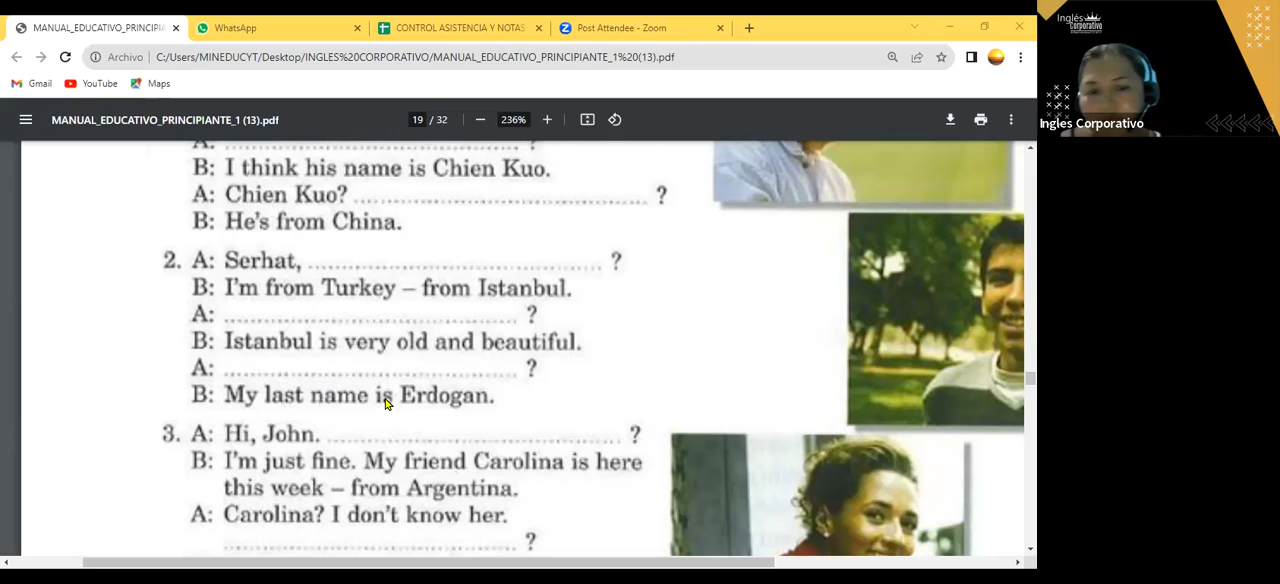 MANUAL_EDUCATIVO_PRINCIPIA
WhatsApp
CONTROL ASISTENCIA Y NOTAS
Post Attendee - Zoom
Archivo
C:/Users/MINEDUCYT/Desktop/INGLES%20CORPORATIVO/MANUAL_EDUCATIVO_PRINCIPIANTE_1%20(13).pdf
Gmail
YouTube
Maps
MANUAL_EDUCATIVO_PRINCIPIANTE_1 (13).pdf
19 / 32
236%
A: ........................................ ?
B: I think his name is Chien Kuo.
A: Chien Kuo? ........................................ ?
B: He's from China.
2. A: Serhat, ........................................ ?
B: I'm from Turkey – from Istanbul.
A: ........................................ ?
B: Istanbul is very old and beautiful.
A: ........................................ ?
B: My last name is Erdogan.
3. A: Hi, John. ........................................ ?
B: I'm just fine. My friend Carolina is here
this week – from Argentina.
A: Carolina? I don't know her.
........................................ ?
Inglés
Corporativo
Ingles Corporativo